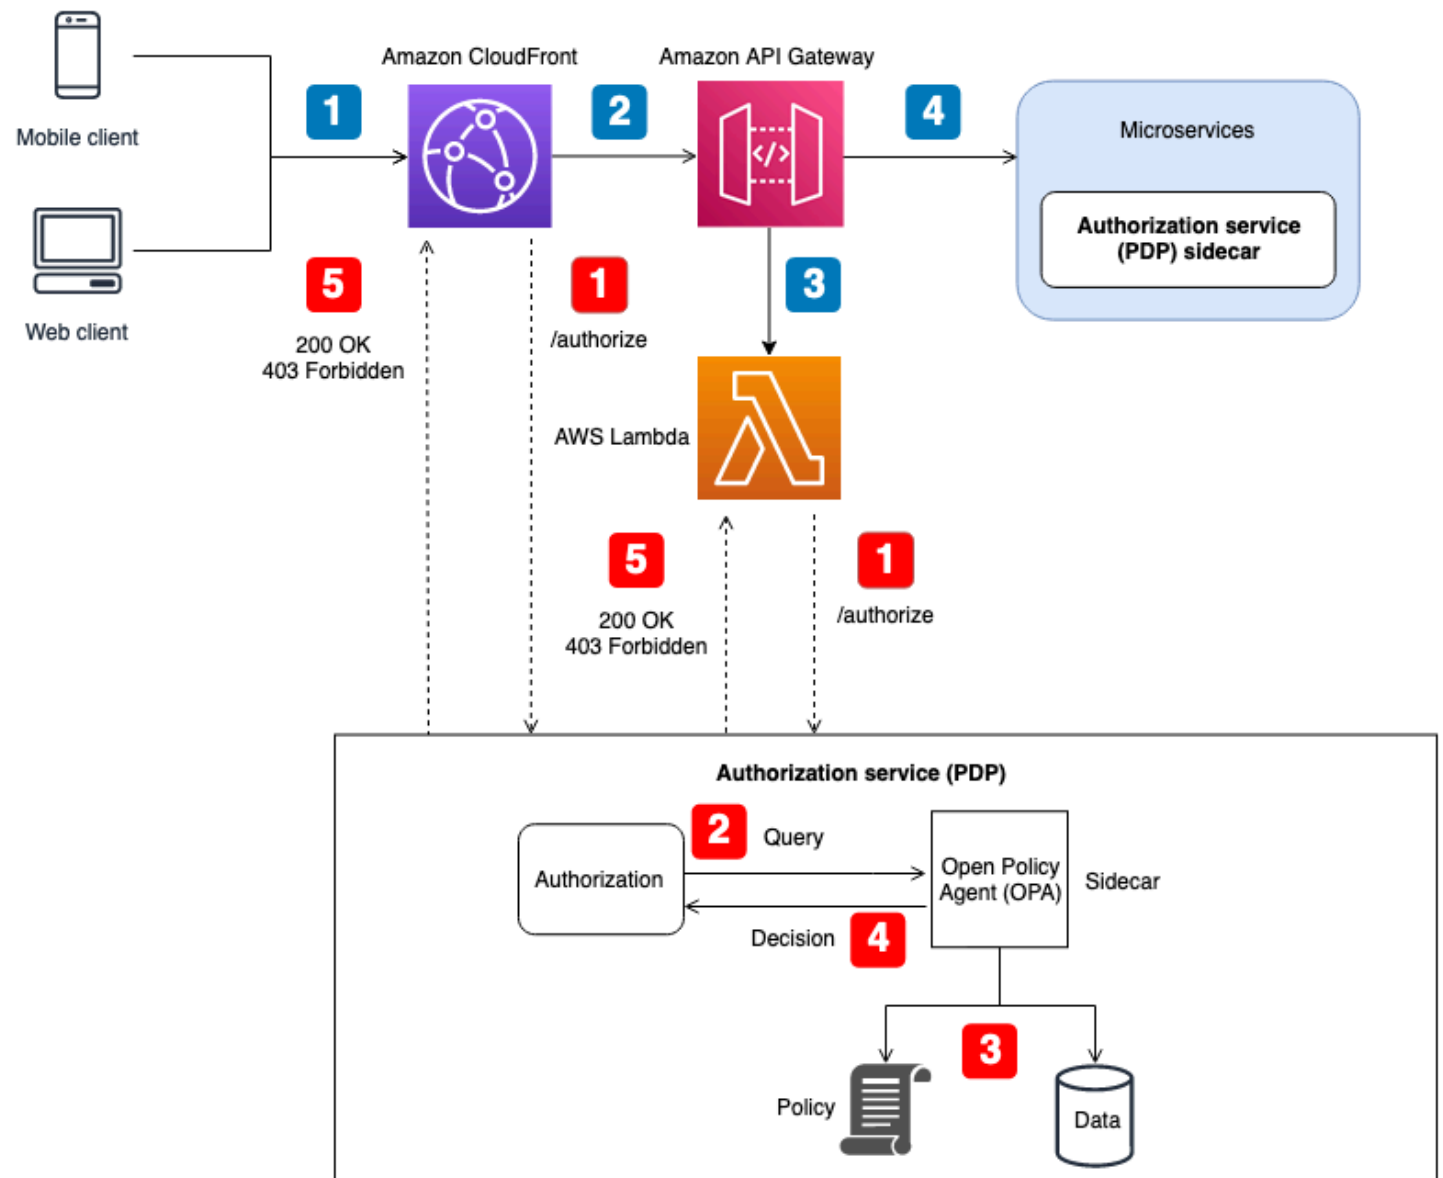 Amazon CloudFront
Amazon API Gateway
1
2
4
Mobile client
Microservices
</>
Authorization service
(PDP) sidecar
5
1
3
Web client
200 OK
403 Forbidden
/authorize
AWS Lambda
5
1
200 OK
403 Forbidden
/authorize
Authorization service (PDP)
2
Query
Authorization
Open Policy
Agent (OPA)
Sidecar
Decision
4
3
Policy
Data